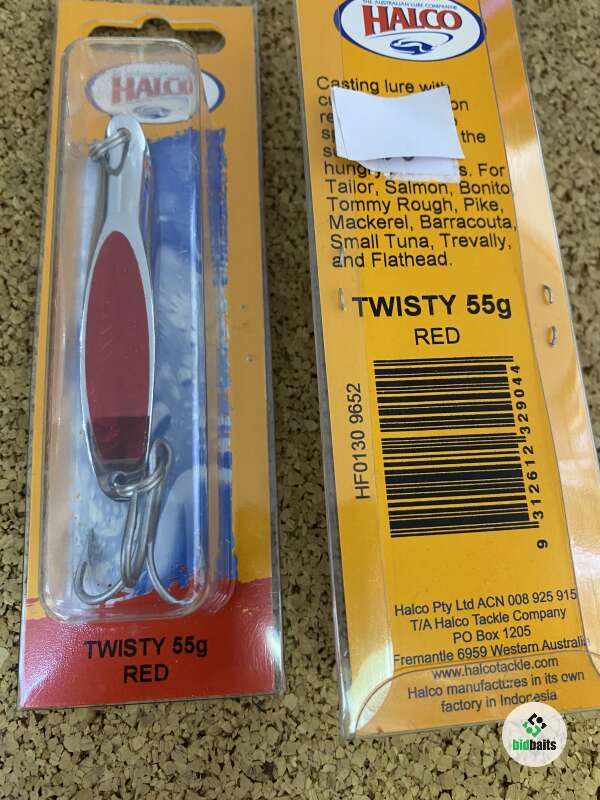 HALCO
TWISTY 55g
RED
THE AUSTRALIAN LURE COMPANY
HALCO
Casting lure with
on
the
hungry
For
Tailor, Salmon, Bonito
Tommy Rough, Pike,
Mackerel, Barracouta,
Small Tuna, Trevally,
and Flathead.
TWISTY 55g
RED
HF0130 9652
9 312612 329044
Halco Pty Ltd ACN 008 925 915
T/A Halco Tackle Company
PO Box 1205
Fremantle 6959 Western Australia
www.halcotackle.com
Halco manufactures in its own
factory in Indonesia
bidbaits